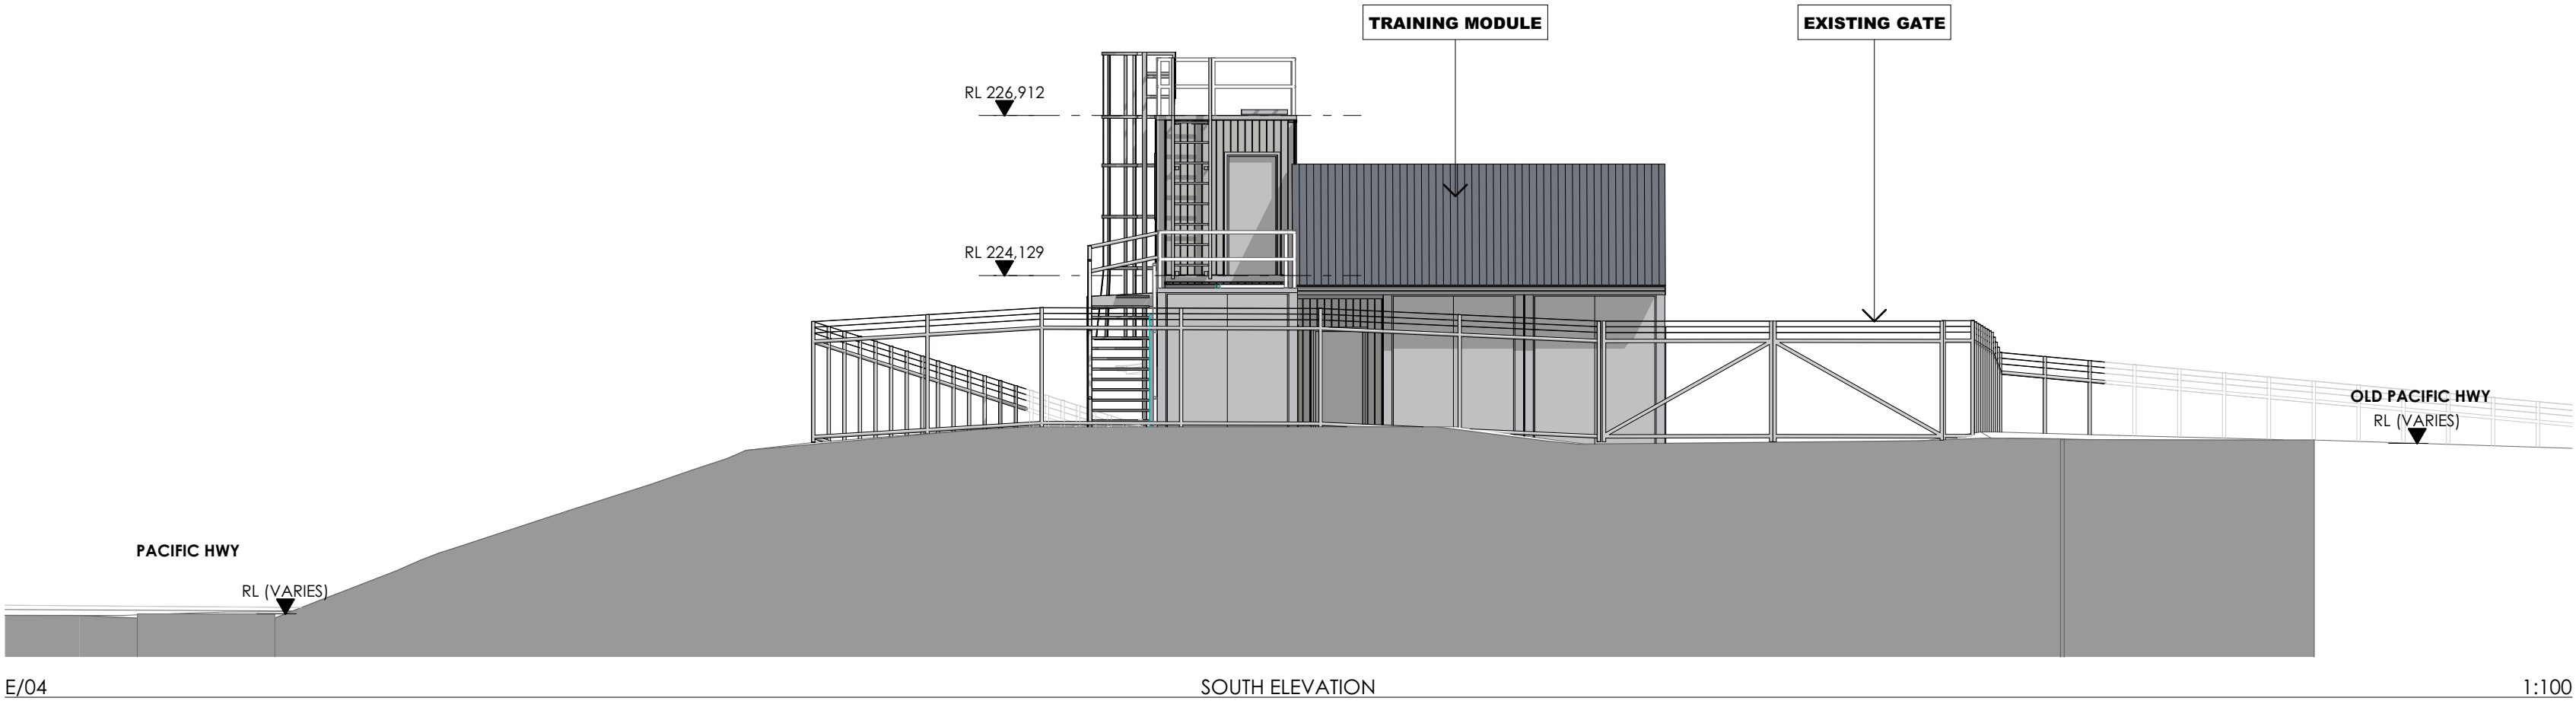 TRAINING MODULE
EXISTING GATE
RL 226,912
RL 224,129
OLD PACIFIC HWY
RL (VARIES)
PACIFIC HWY
RL (VARIES)
E/04
SOUTH ELEVATION
1:100